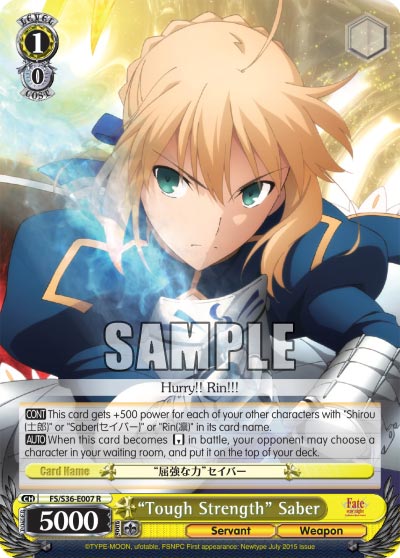 LEVEL
1
0
COST
SAMPLE
Hurry!! Rin!!!
CONT This card gets +500 power for each of your other characters with "Shirou
(士郎)" or "Saber(セイバー)" or "Rin(凛)" in its card name.
AUTO When this card becomes [ ] in battle, your opponent may choose a
character in your waiting room, and put it on the top of your deck.
Card Name
"屈強な力"セイバー
CH FS/S36-E007 R
POWER 5000 SOUL "Tough Strength" Saber Fate
Servant Weapon
©TYPE-MOON, ufotable, FSNPC First appearance: Newtype July 2015 issue